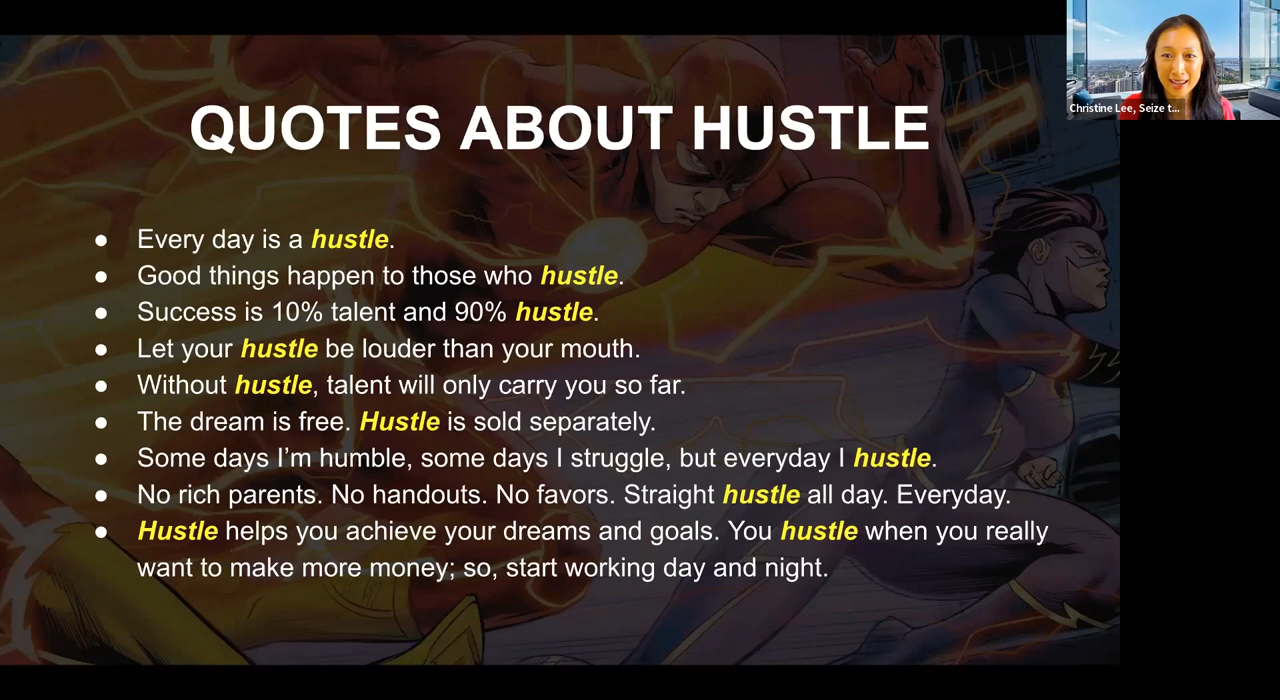 QUOTES ABOUT HUSTLE
Christine Lee, Seize t...
● Every day is a hustle.
● Good things happen to those who hustle.
● Success is 10% talent and 90% hustle.
● Let your hustle be louder than your mouth.
● Without hustle, talent will only carry you so far.
● The dream is free. Hustle is sold separately.
● Some days I’m humble, some days I struggle, but everyday I hustle.
● No rich parents. No handouts. No favors. Straight hustle all day. Everyday.
● Hustle helps you achieve your dreams and goals. You hustle when you really
want to make more money; so, start working day and night.